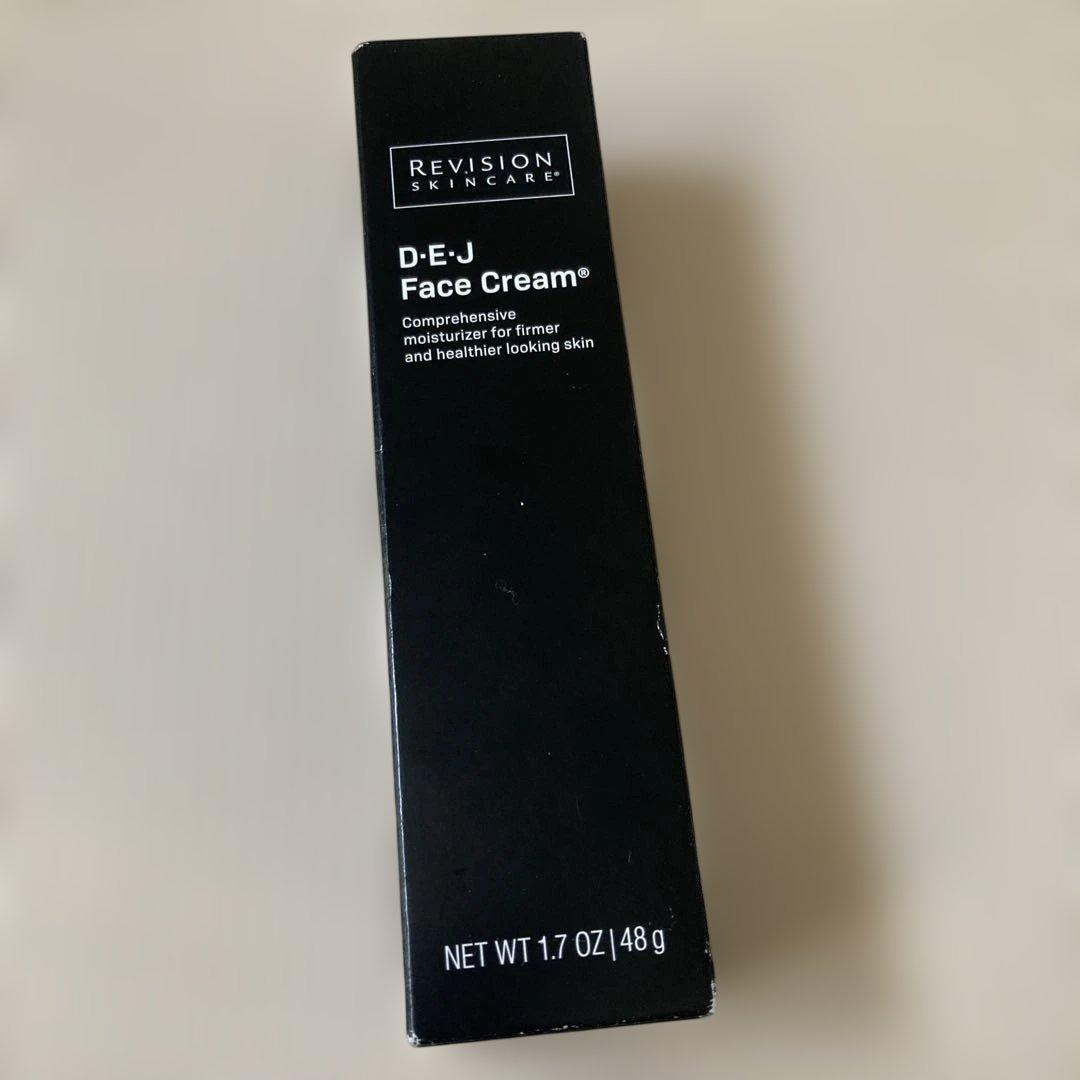 REVISION
SKINCARE®
D·E·J
Face Cream®
Comprehensive
moisturizer for firmer
and healthier looking skin
NET WT 1.7 OZ | 48 g